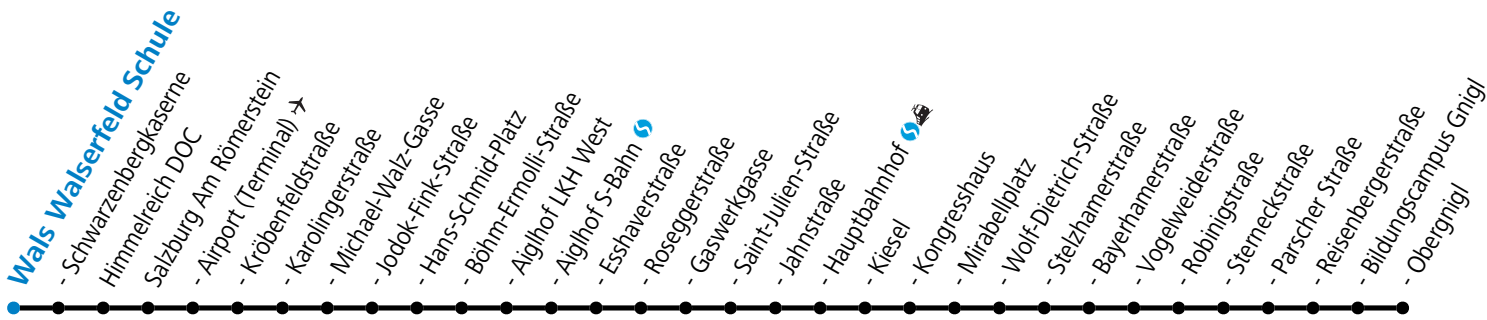 Wals Walserfeld Schule
- Schwarzenbergkaserne
Himmelreich DOC
Salzburg Am Römerstein
- Airport (Terminal)
- Kröbenfeldstraße
- Karolingerstraße
- Michael-Walz-Gasse
- Jodok-Fink-Straße
- Hans-Schmid-Platz
- Böhm-Ermolli-Straße
- Aiglhof LKH West
- Aiglhof S-Bahn
- Esshaverstraße
- Roseggerstraße
- Gaswerkgasse
- Saint-Julien-Straße
- Jahnstraße
- Hauptbahnhof
- Kiesel
- Kongresshaus
- Mirabellplatz
- Wolf-Dietrich-Straße
- Stelzhamerstraße
- Bayerhamerstraße
- Vogelweiderstraße
- Robinigstraße
- Sterneckstraße
- Parscher Straße
- Reisenbergerstraße
- Bildungscampus Gnigl
- Obergnigl